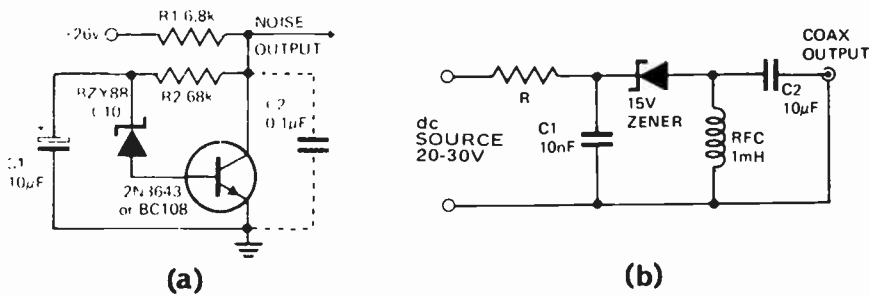 R1 6.8k
+26v
NOISE
OUTPUT
R2 68k
C2
0.1µF
C1
10µF
2N3643
or BC108
(a)
COAX
OUTPUT
R
15V
ZENER
C2
10µF
dc
SOURCE
20-30V
C1
10nF
RFC
1mH
(b)